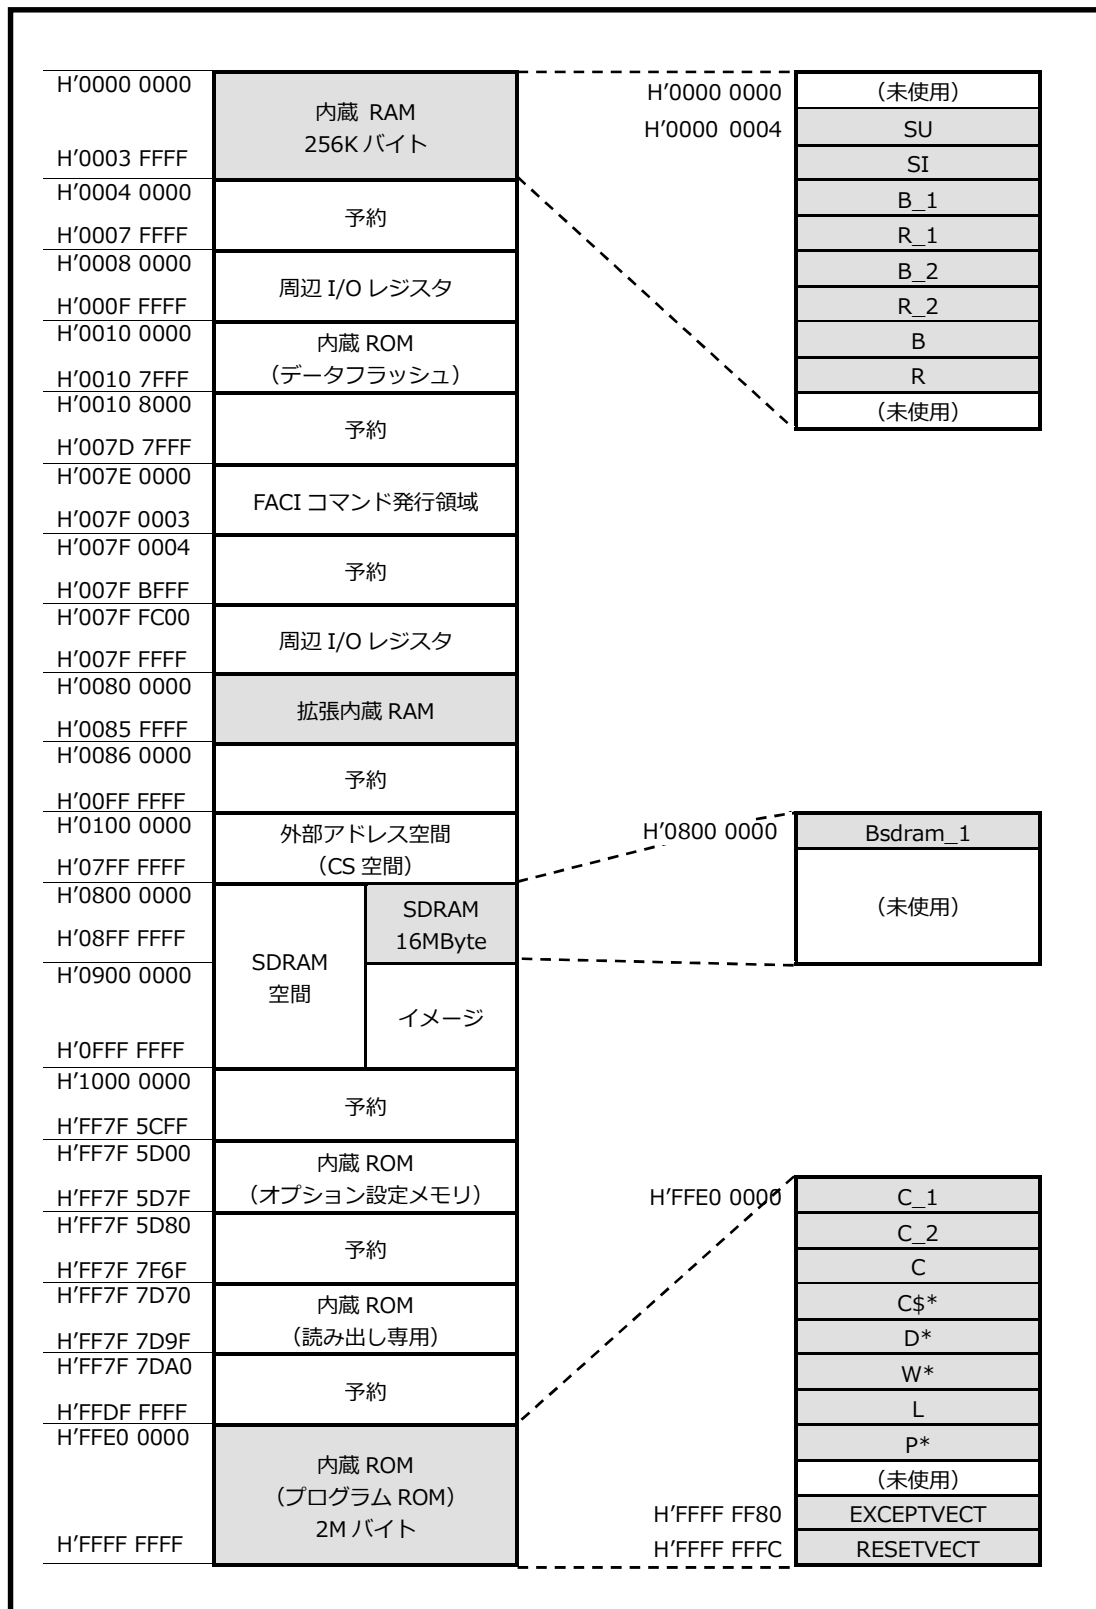 H'0000 0000
内蔵 RAM
256K バイト
H'0003 FFFF
H'0004 0000
予約
H'0007 FFFF
H'0008 0000
周辺 I/O レジスタ
H'000F FFFF
H'0010 0000
内蔵 ROM
（データフラッシュ）
H'0010 7FFF
H'0010 8000
予約
H'007D 7FFF
H'007E 0000
FACI コマンド発行領域
H'007F 0003
H'007F 0004
予約
H'007F BFFF
H'007F FC00
周辺 I/O レジスタ
H'007F FFFF
H'0080 0000
拡張内蔵 RAM
H'0085 FFFF
H'0086 0000
予約
H'00FF FFFF
H'0100 0000
外部アドレス空間
（CS 空間）
H'07FF FFFF
H'0800 0000
SDRAM
16MByte
H'08FF FFFF
SDRAM
空間
H'0900 0000
イメージ
H'0FFF FFFF
H'1000 0000
予約
H'FF7F 5CFF
H'FF7F 5D00
内蔵 ROM
（オプション設定メモリ）
H'FF7F 5D7F
H'FF7F 5D80
予約
H'FF7F 7F6F
H'FF7F 7D70
内蔵 ROM
（読み出し専用）
H'FF7F 7D9F
H'FF7F 7DA0
予約
H'FFDF FFFF
H'FFE0 0000
内蔵 ROM
（プログラム ROM）
2M バイト
H'FFFF FFFF
H'0000 0000 （未使用）
H'0000 0004 SU
SI
B_1
R_1
B_2
R_2
B
R
（未使用）
H'0800 0000 Bsdram_1
（未使用）
H'FFE0 0000 C_1
C_2
C
C$*
D*
W*
L
P*
（未使用）
H'FFFF FF80 EXCEPTVECT
H'FFFF FFFC RESETVECT